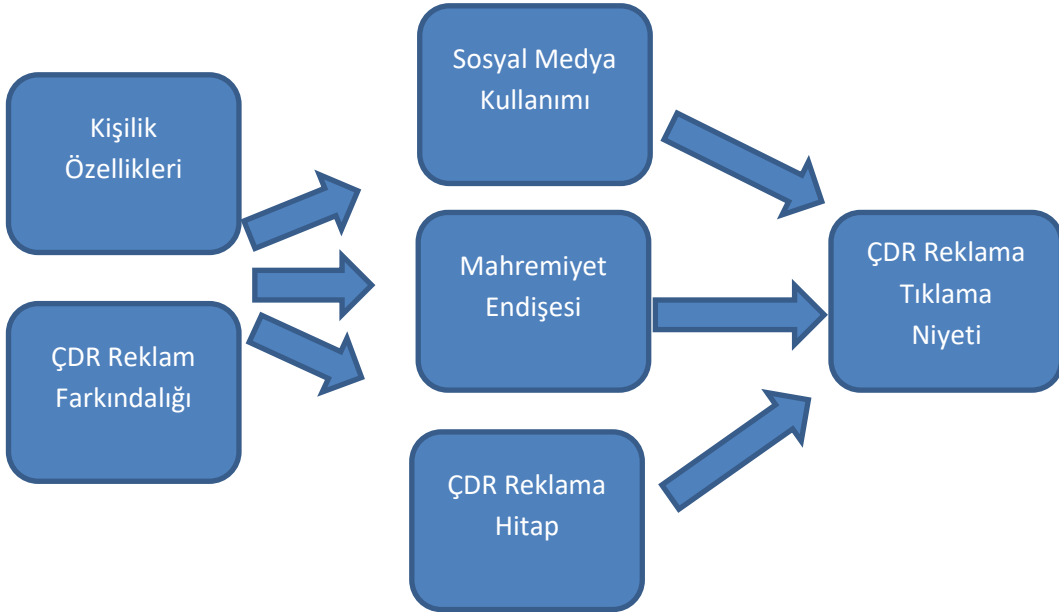 Kişilik
Özellikleri
ÇDR Reklam
Farkındalığı
Sosyal Medya
Kullanımı
Mahremiyet
Endişesi
ÇDR Reklama
Hitap
ÇDR Reklama
Tıklama
Niyeti